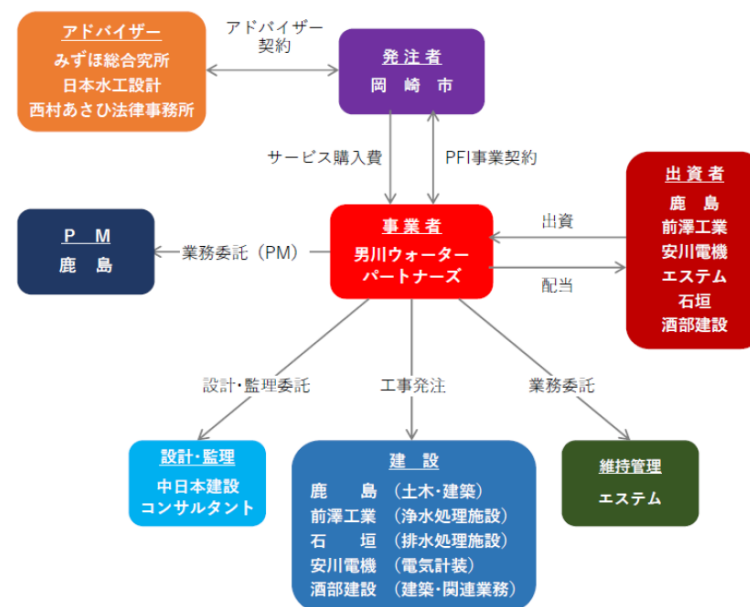 アドバイザー
みずほ総合研究所
日本水工設計
西村あさひ法律事務所
アドバイザー
契約
発注者
岡崎市
サービス購入費
PFI事業契約
出資者
鹿島
前澤工業
安川電機
エステム
石垣
酒部建設
PM
鹿島
業務委託（PM）
事業者
男川ウォーター
パートナーズ
出資
配当
設計・監理委託
工事発注
業務委託
設計・監理
中日本建設
コンサルタント
建設
鹿島（土木・建築）
前澤工業（浄水処理施設）
石垣（排水処理施設）
安川電機（電気計装）
酒部建設（建築・関連業務）
維持管理
エステム